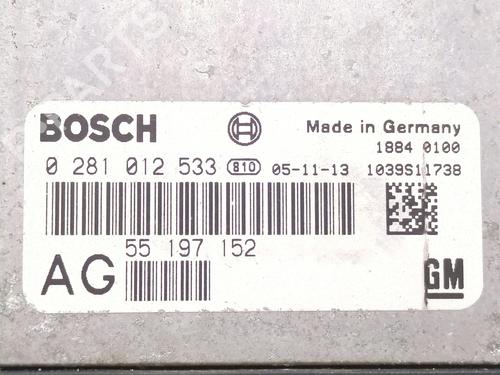 BOSCH
Made in Germany
1884 0100
0 281 012 533 810 05-11-13 1039S11738
55 197 152
AG
GM